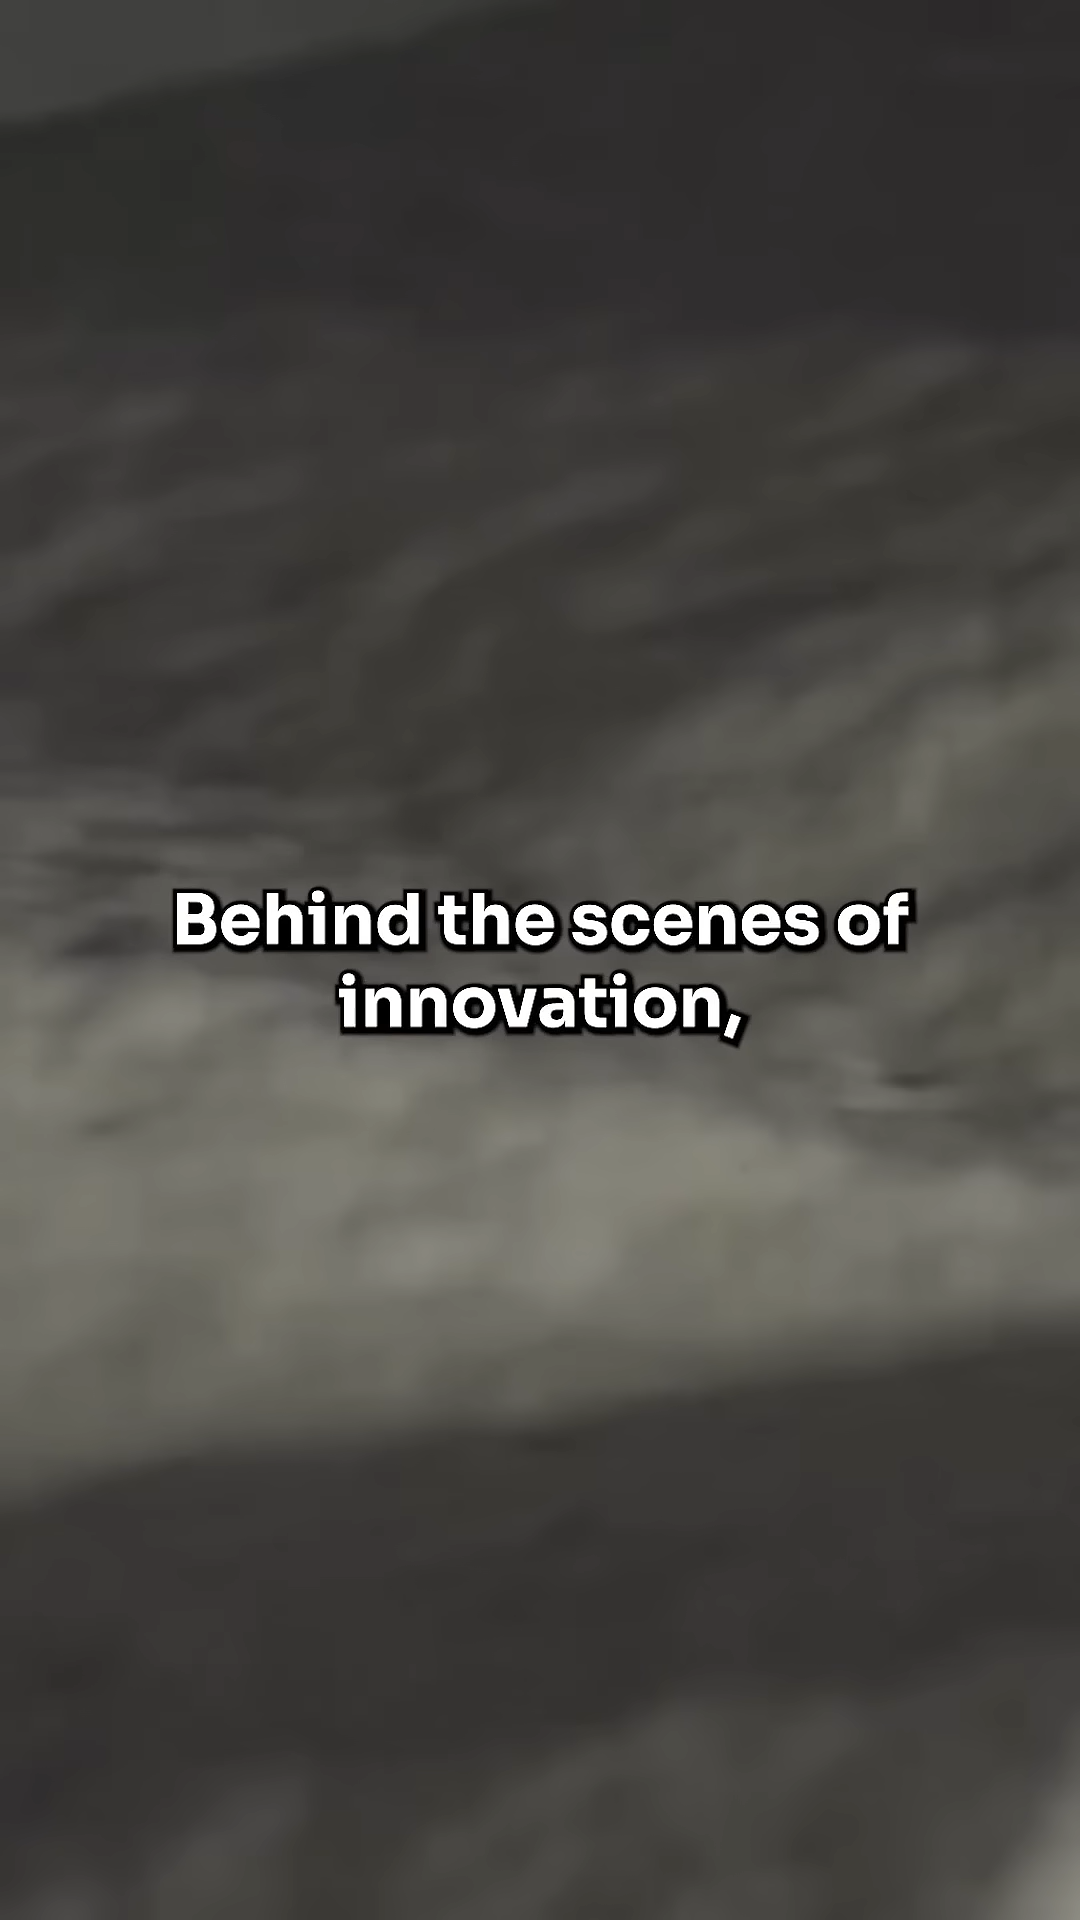 Behind the scenes of
innovation,